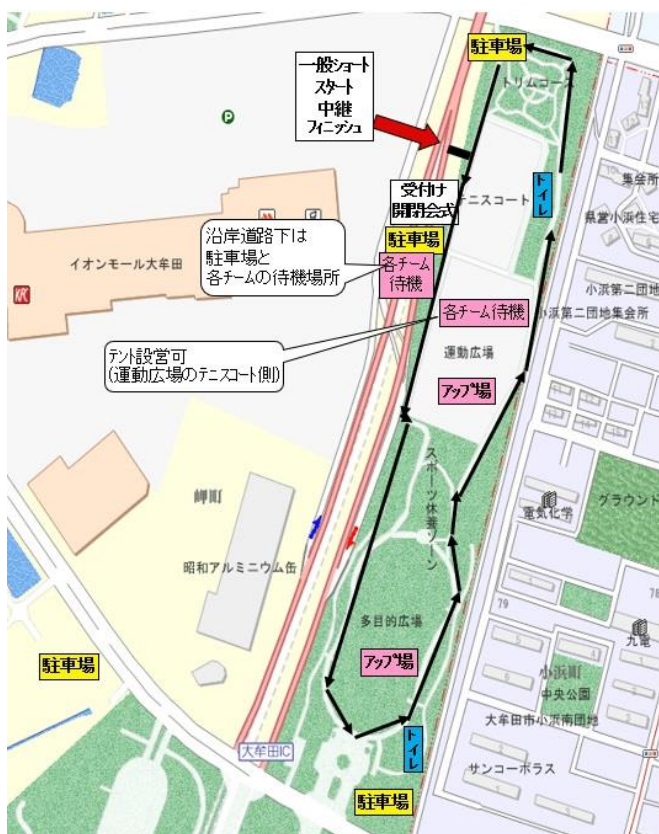 駐車場
一般ショート
スタート
中継
フィニッシュ
トリムコース
P
トイレ
集会所
受付け
開閉会式
テニスコート
県営小浜住宅
沿岸道路下は
駐車場と
各チームの待機場所
駐車場
各チーム
待機
イオンモール大牟田
小浜第二団地
KFC
各チーム待機
小浜第二団地集会所
テント設営可
(運動広場のテニスコート側)
運動広場
アップ場
スポーツ休養ゾーン
岬町
グラウンド
電気化学
昭和アルミニウム缶
78
79
多目的広場
九電
駐車場
アップ場
小浜町
中央公園
大牟田市小浜南団地
大牟田IC
トイレ
サンコーポラス
駐車場